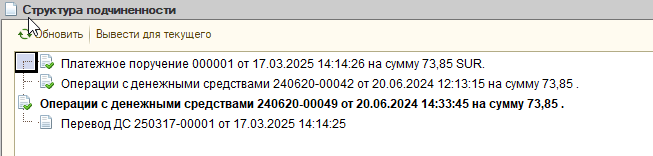 Структура подчиненности
Обновить Вывести для текущего
Платежное поручение 000001 от 17.03.2025 14:14:26 на сумму 73,85 SUR.
Операции с денежными средствами 240620-00042 от 20.06.2024 12:13:15 на сумму 73,85 .
Операции с денежными средствами 240620-00049 от 20.06.2024 14:33:45 на сумму 73,85 .
Перевод ДС 250317-00001 от 17.03.2025 14:14:25